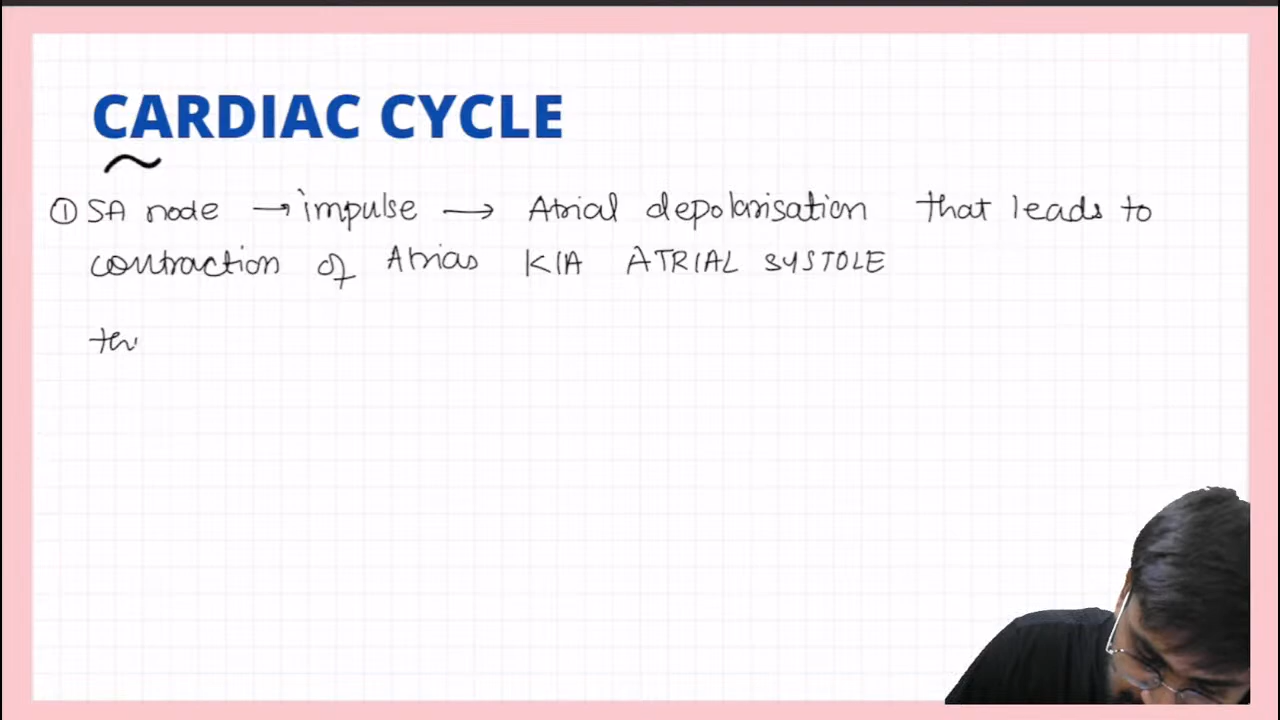 CARDIAC CYCLE
① SA node → impulse → Atrial depolarisation that leads to
contraction of Atrias KIA ATRIAL SYSTOLE